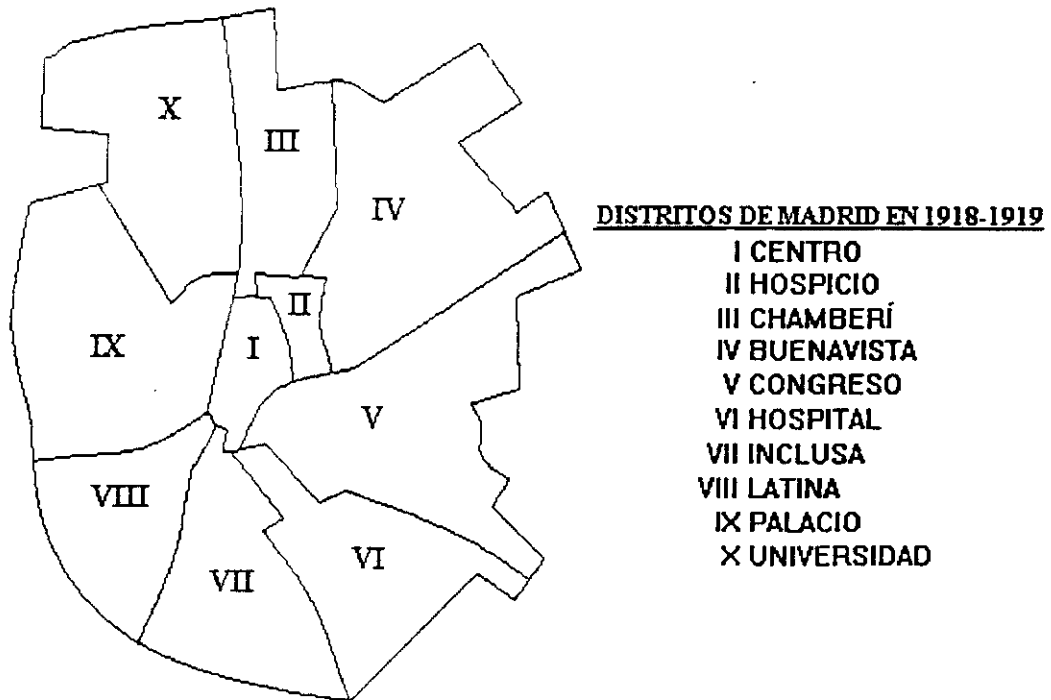 X
III
IV
II
I
IX
V
VIII
VII
VI
DISTRITOS DE MADRID EN 1918-1919
I CENTRO
II HOSPICIO
III CHAMBERÍ
IV BUENAVISTA
V CONGRESO
VI HOSPITAL
VII INCLUSA
VIII LATINA
IX PALACIO
X UNIVERSIDAD